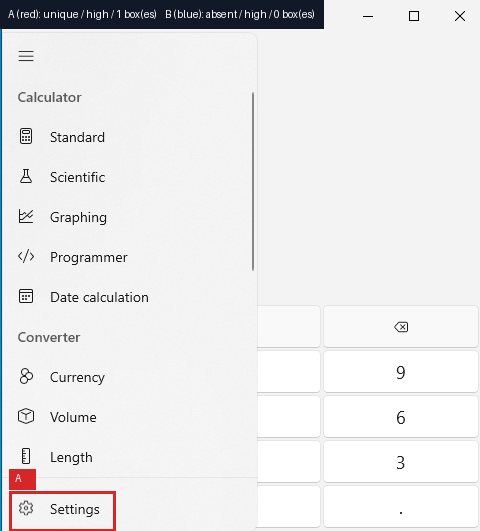 A (red): unique / high / 1 box(es)   B (blue): absent / high / 0 box(es)
Calculator
Standard
Scientific
Graphing
Programmer
Date calculation
Converter
Currency
9
Volume
6
Length
3
A
Settings
.